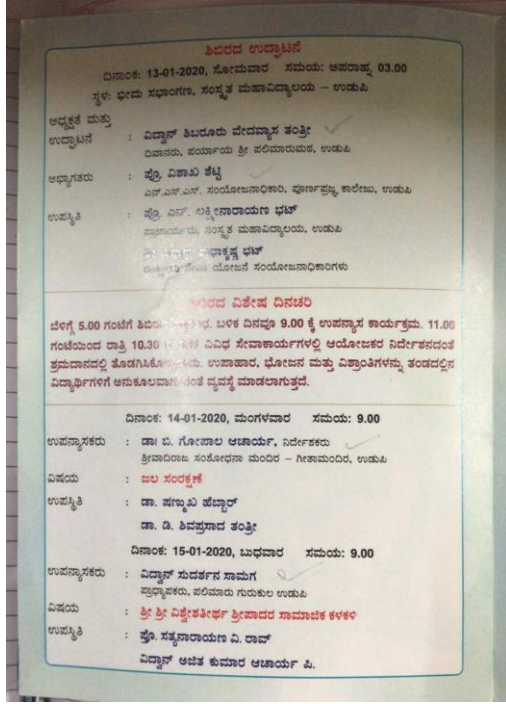 ಶಿಬಿರದ ಉದ್ಘಾಟನೆ
ದಿನಾಂಕ: 13-01-2020, ಸೋಮವಾರ ಸಮಯ: ಅಪರಾಹ್ನ 03.00
ಸ್ಥಳ: ಭೀಮ ಸಭಾಂಗಣ, ಸಂಸ್ಕೃತ ಮಹಾವಿದ್ಯಾಲಯ – ಉಡುಪಿ
ಅಧ್ಯಕ್ಷತೆ ಮತ್ತು
ಉದ್ಘಾಟನೆ : ವಿದ್ವಾನ್ ಶಿಬರೂರು ವೇದವ್ಯಾಸ ತಂತ್ರೀ
ದಿವಾನರು, ಪರ್ಯಾಯ ಶ್ರೀ ಪಲಿಮಾರುಮಠ, ಉಡುಪಿ
ಅಭ್ಯಾಗತರು : ಪ್ರೊ. ವಿಶಾಖ ಶೆಟ್ಟಿ
ಎನ್.ಎಸ್.ಎಸ್. ಸಂಯೋಜನಾಧಿಕಾರಿ, ಪೂರ್ಣಪ್ರಜ್ಞ ಕಾಲೇಜು, ಉಡುಪಿ
ಉಪಸ್ಥಿತಿ : ಪ್ರೊ. ಎನ್. ಲಕ್ಷ್ಮೀನಾರಾಯಣ ಭಟ್
ಪ್ರಾಚಾರ್ಯರು, ಸಂಸ್ಕೃತ ಮಹಾವಿದ್ಯಾಲಯ, ಉಡುಪಿ
ಭಟ್
ಯೋಜನೆ ಸಂಯೋಜನಾಧಿಕಾರಿಗಳು
ಶಿಬಿರದ ವಿಶೇಷ ದಿನಚರಿ
ಬೆಳಿಗ್ಗೆ 5.00 ಗಂಟೆಗೆ ಬಳಿಕ ದಿನವೂ 9.00 ಕ್ಕೆ ಉಪನ್ಯಾಸ ಕಾರ್ಯಕ್ರಮ. 11.00
ಗಂಟೆಯಿಂದ ರಾತ್ರಿ 10.30 ವಿವಿಧ ಸೇವಾಕಾರ್ಯಗಳಲ್ಲಿ ಆಯೋಜಕರ ನಿರ್ದೇಶನದಂತೆ
ಶ್ರಮದಾನದಲ್ಲಿ ಉಪಾಹಾರ, ಭೋಜನ ಮತ್ತು ವಿಶ್ರಾಂತಿಗಳನ್ನು ತಂಡದಲ್ಲಿನ
ವಿದ್ಯಾರ್ಥಿಗಳಿಗೆ ಅನುಕೂಲವಾಗುವಂತೆ ವ್ಯವಸ್ಥೆ ಮಾಡಲಾಗುತ್ತದೆ.
ದಿನಾಂಕ: 14-01-2020, ಮಂಗಳವಾರ ಸಮಯ: 9.00
ಉಪನ್ಯಾಸಕರು : ಡಾ! ಬಿ. ಗೋಪಾಲ ಆಚಾರ್ಯ, ನಿರ್ದೇಶಕರು
ಶ್ರೀವಾದಿರಾಜ ಸಂಶೋಧನಾ ಮಂದಿರ – ಗೀತಾಮಂದಿರ, ಉಡುಪಿ
ವಿಷಯ : ಜಲ ಸಂರಕ್ಷಣೆ
ಉಪಸ್ಥಿತಿ : ಡಾ. ಷಣ್ಮುಖ ಹೆಬ್ಬಾರ್
ಡಾ. ಡಿ. ಶಿವಪ್ರಸಾದ ತಂತ್ರೀ
ದಿನಾಂಕ: 15-01-2020, ಬುಧವಾರ ಸಮಯ: 9.00
ಉಪನ್ಯಾಸಕರು : ವಿದ್ವಾನ್ ಸುದರ್ಶನ ಸಾಮಗ
ಪ್ರಾಧ್ಯಾಪಕರು, ಪಲಿಮಾರು ಗುರುಕುಲ ಉಡುಪಿ
ವಿಷಯ : ಶ್ರೀ ಶ್ರೀ ವಿಶ್ವೇಶತೀರ್ಥ ಶ್ರೀಪಾದರ ಸಾಮಾಜಿಕ ಕಳಕಳಿ
ಉಪಸ್ಥಿತಿ : ಪ್ರೊ. ಸತ್ಯನಾರಾಯಣ ವಿ. ರಾವ್
ವಿದ್ವಾನ್ ಅಜಿತ ಕುಮಾರ ಆಚಾರ್ಯ ಪಿ.